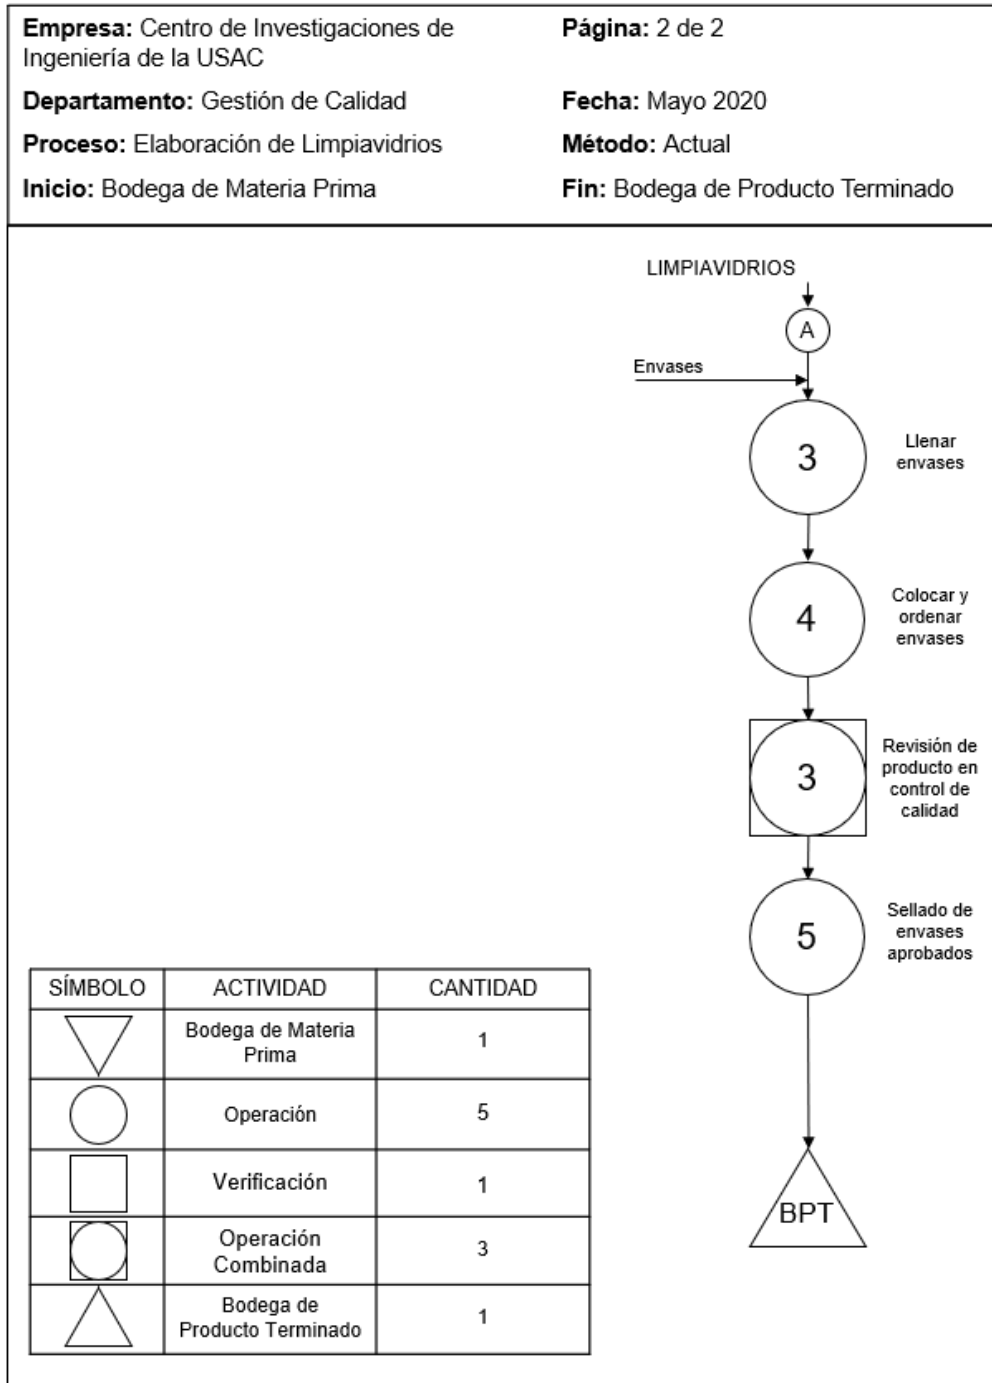 Empresa: Centro de Investigaciones de
Ingeniería de la USAC
Página: 2 de 2
Departamento: Gestión de Calidad
Fecha: Mayo 2020
Proceso: Elaboración de Limpiavidrios
Método: Actual
Inicio: Bodega de Materia Prima
Fin: Bodega de Producto Terminado
LIMPIAVIDRIOS
A
Envases
3
Llenar
envases
4
Colocar y
ordenar
envases
3
Revisión de
producto en
control de
calidad
5
Sellado de
envases
aprobados
BPT
SÍMBOLO ACTIVIDAD CANTIDAD
Bodega de Materia
Prima
1
Operación 5
Verificación 1
Operación
Combinada
3
Bodega de
Producto Terminado
1